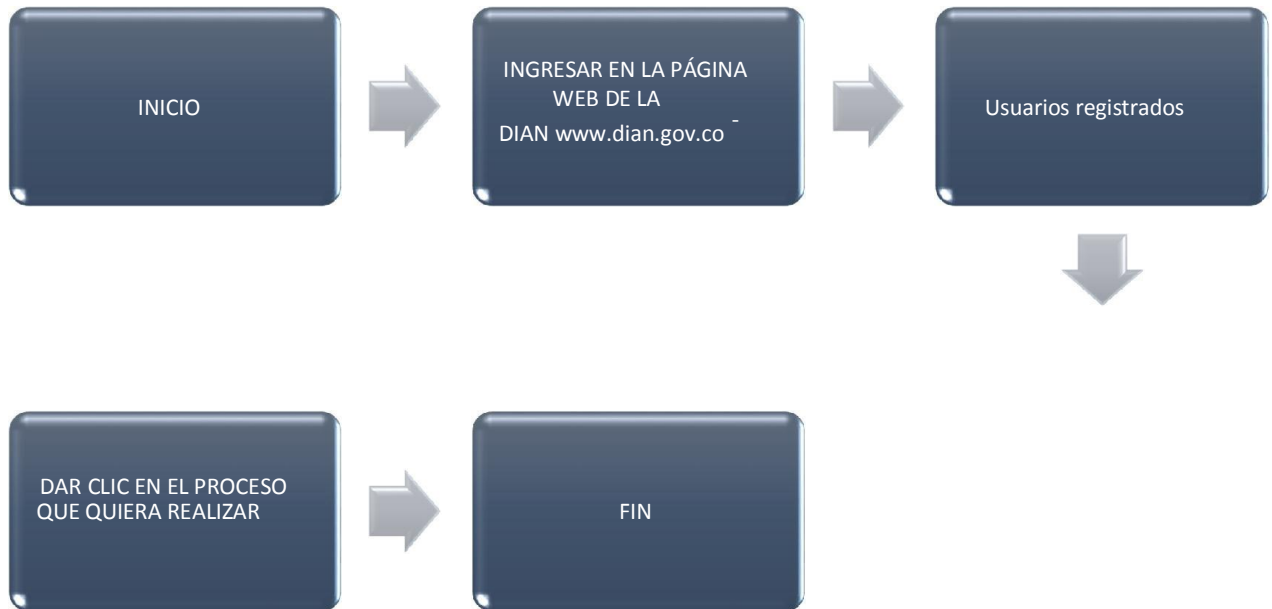 INICIO
INGRESAR EN LA PÁGINA
WEB DE LA
DIAN www.dian.gov.co -
Usuarios registrados
DAR CLIC EN EL PROCESO
QUE QUIERA REALIZAR
FIN